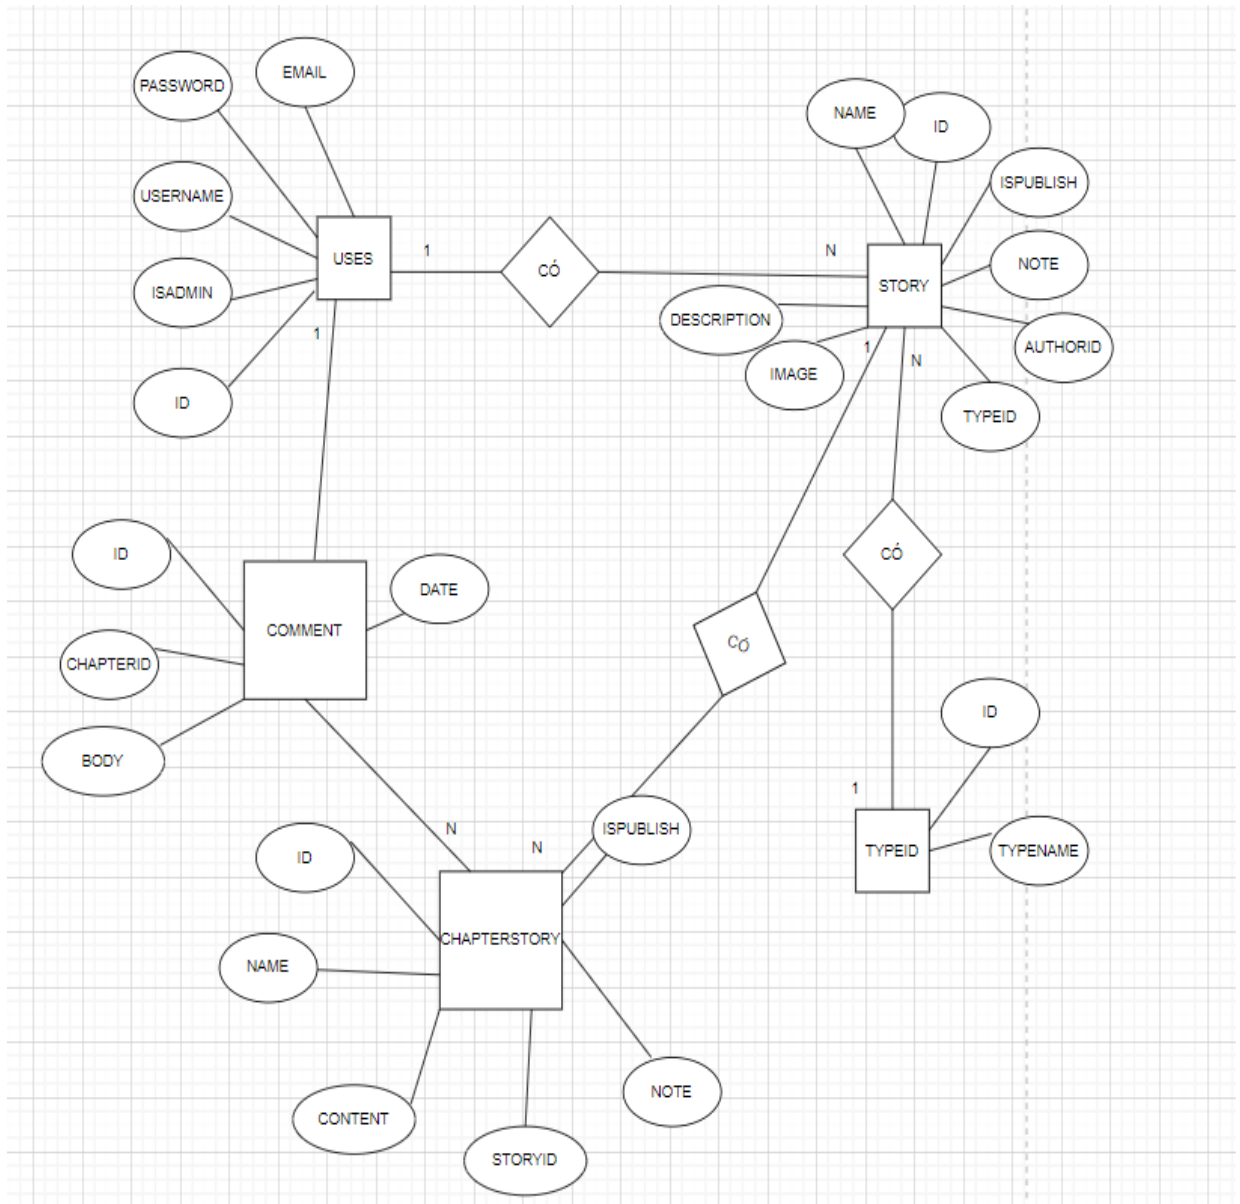 EMAIL
PASSWORD
NAME
ID
ISPUBLISH
USERNAME
USES
1
CÓ
N
STORY
NOTE
ISADMIN
DESCRIPTION
AUTHORID
1
1
N
IMAGE
ID
TYPEID
ID
CÓ
DATE
COMMENT
CÓ
CHAPTERID
ID
BODY
1
N
N
ISPUBLISH
ID
TYPEID
TYPENAME
CHAPTERSTORY
NAME
NOTE
CONTENT
STORYID